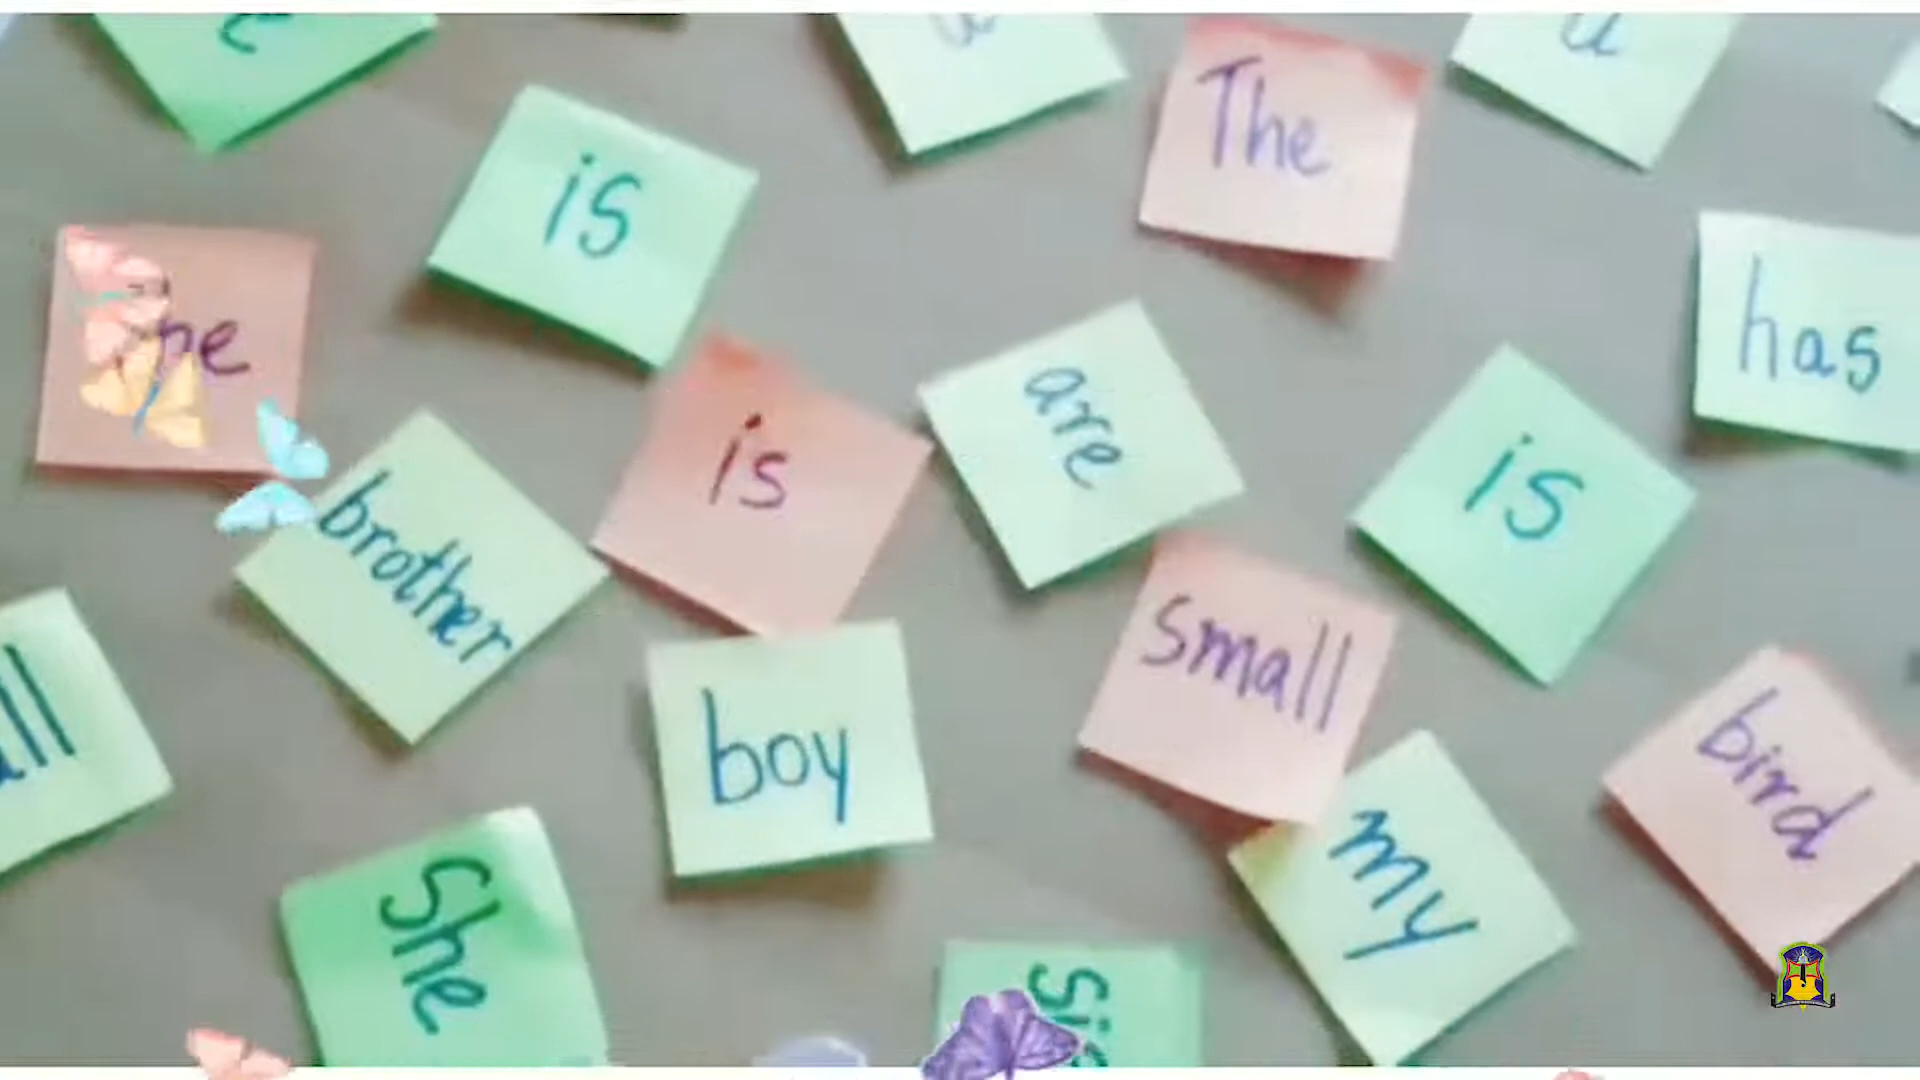 The
is
has
are
is
is
brother
small
boy
bird
my
She